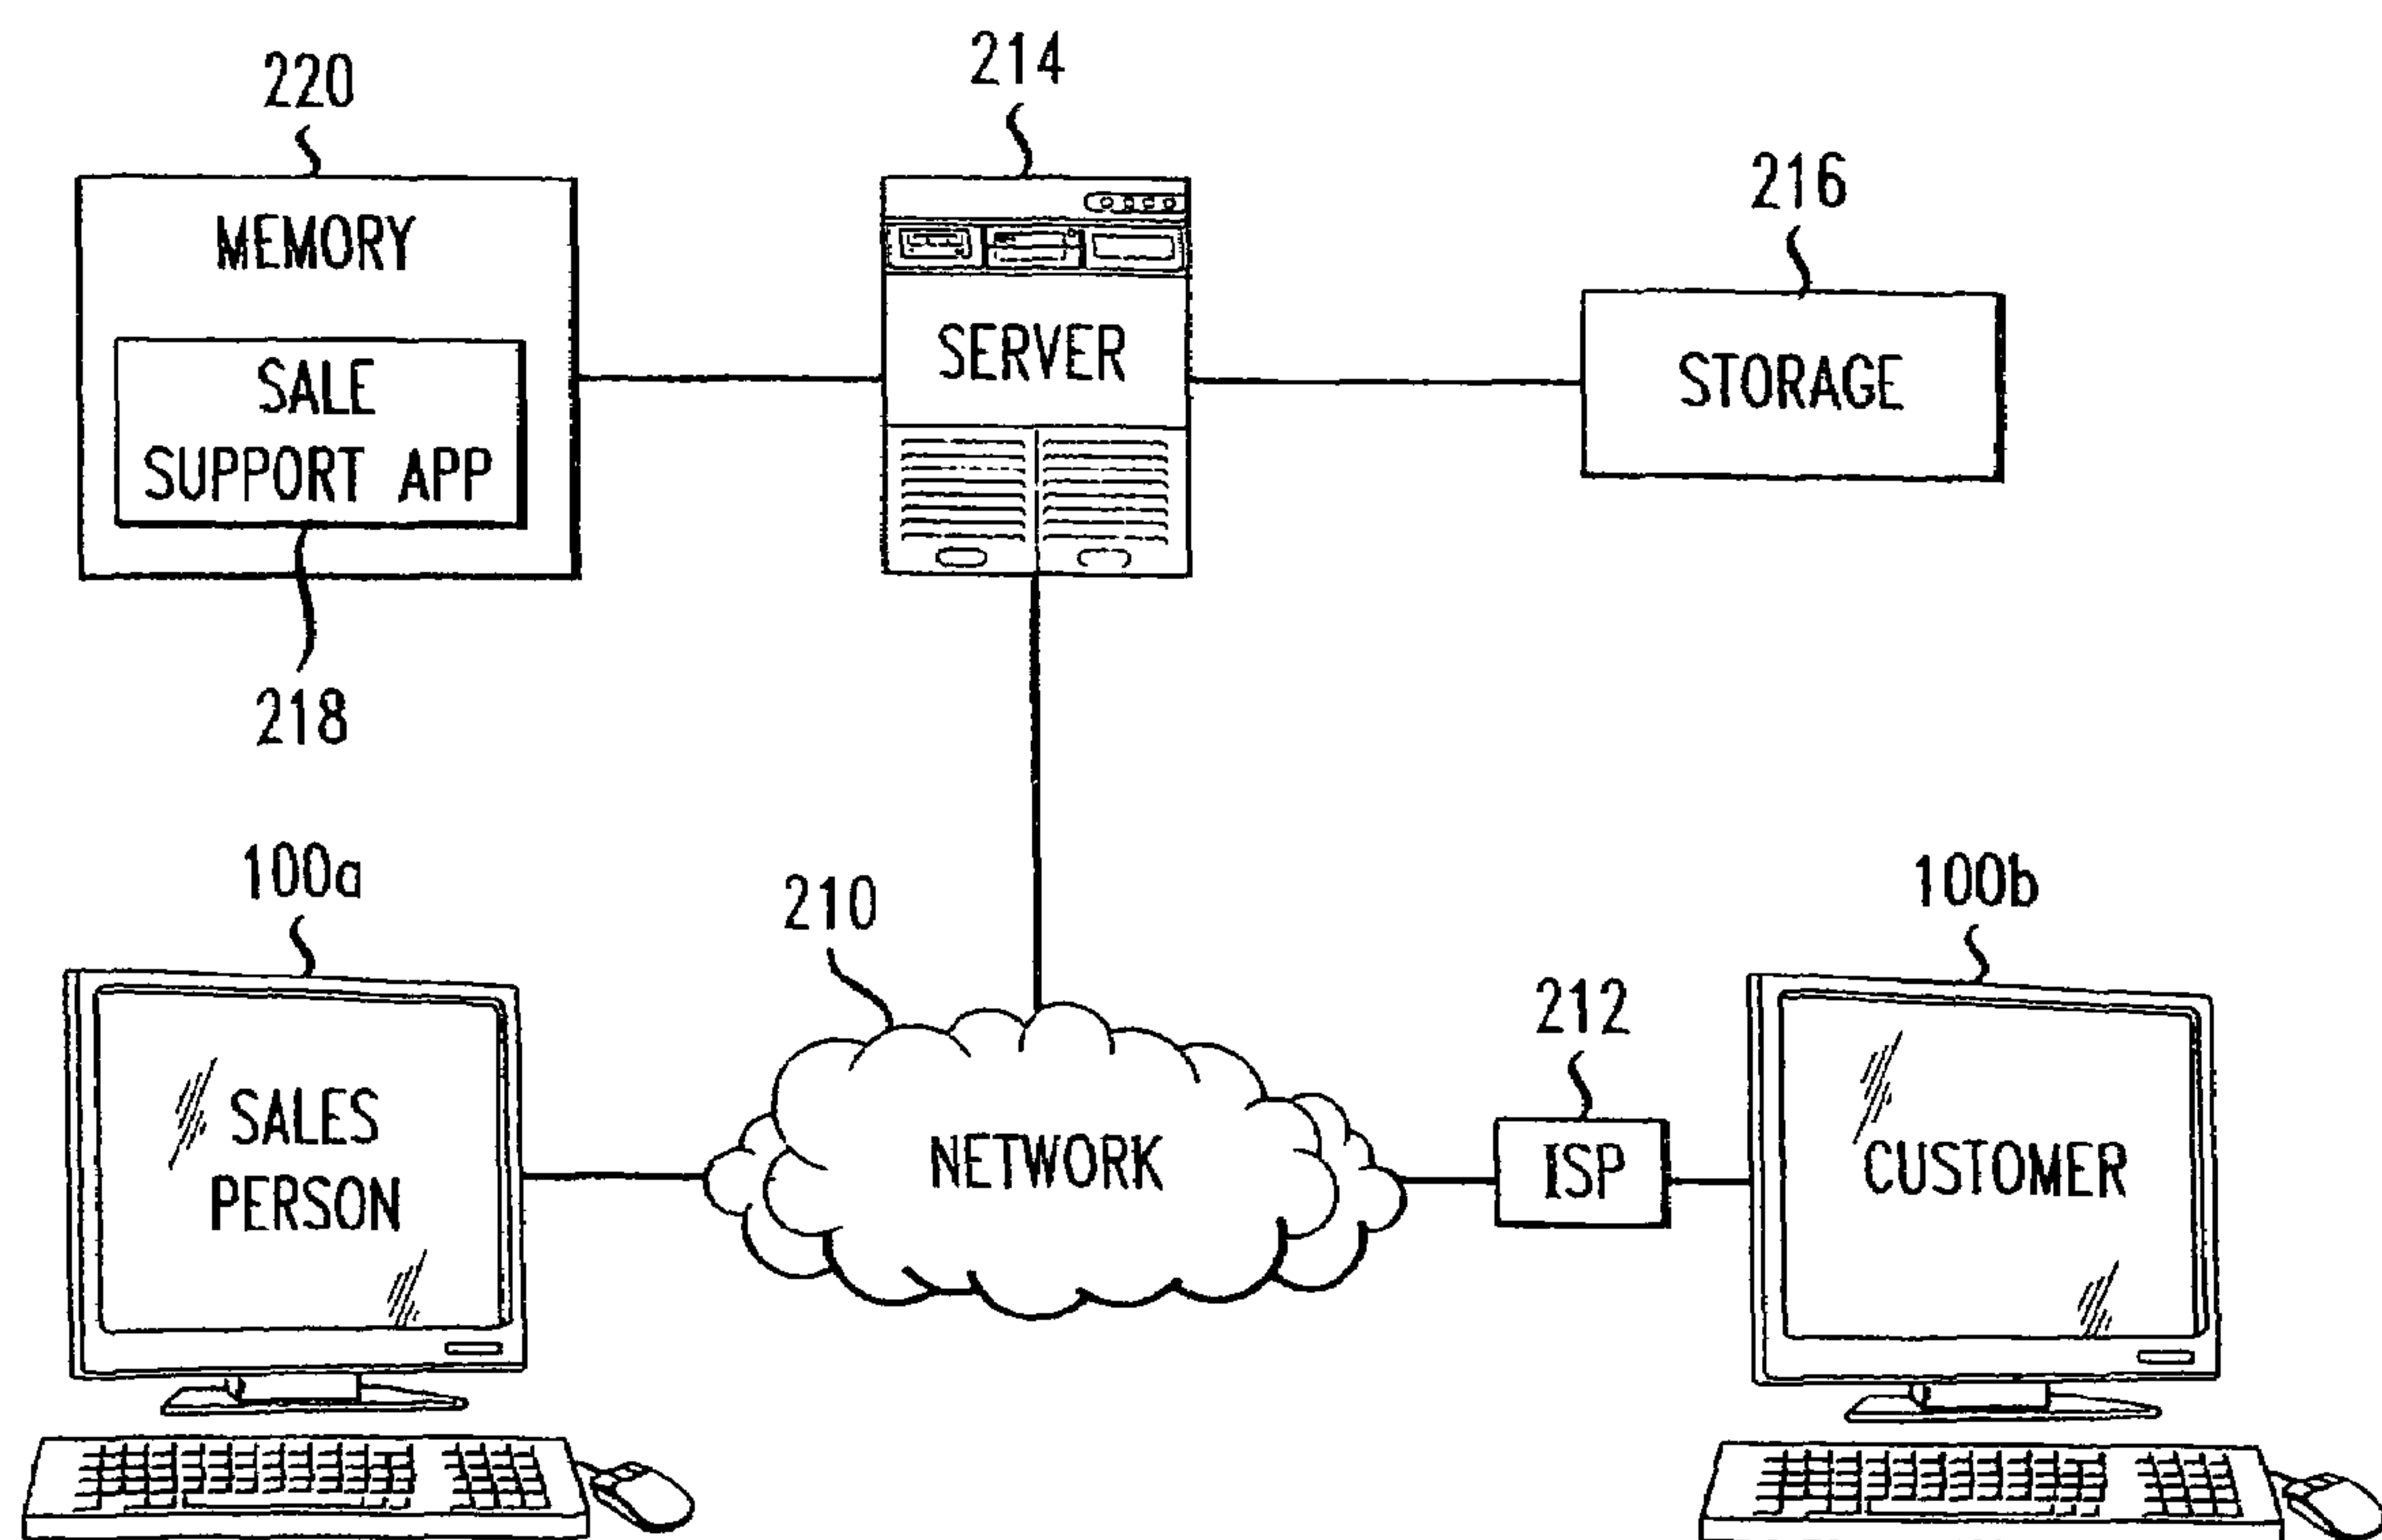 220
214
216
MEMORY
SERVER
STORAGE
SALE
SUPPORT APP
218
100a
210
212
100b
SALES
PERSON
NETWORK
ISP
CUSTOMER